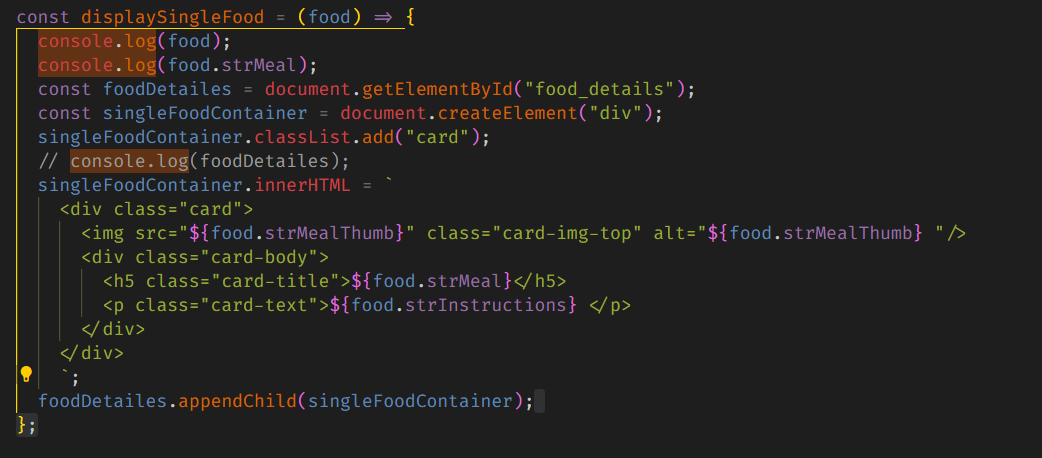 const displaySingleFood = (food) => {
console.log(food);
console.log(food.strMeal);
const foodDetailes = document.getElementById("food_details");
const singleFoodContainer = document.createElement("div");
singleFoodContainer.classList.add("card");
// console.log(foodDetailes);
singleFoodContainer.innerHTML = `
<div class="card">
<img src="${food.strMealThumb}" class="card-img-top" alt="${food.strMealThumb} "/>
<div class="card-body">
<h5 class="card-title">${food.strMeal}</h5>
<p class="card-text">${food.strInstructions} </p>
</div>
</div>
`;
foodDetailes.appendChild(singleFoodContainer);
};